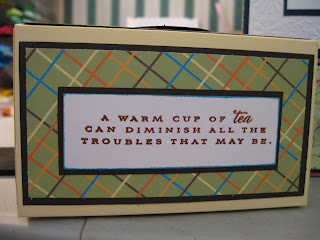 A WARM CUP OF tea
CAN DIMINISH ALL THE
TROUBLES THAT MAY BE.